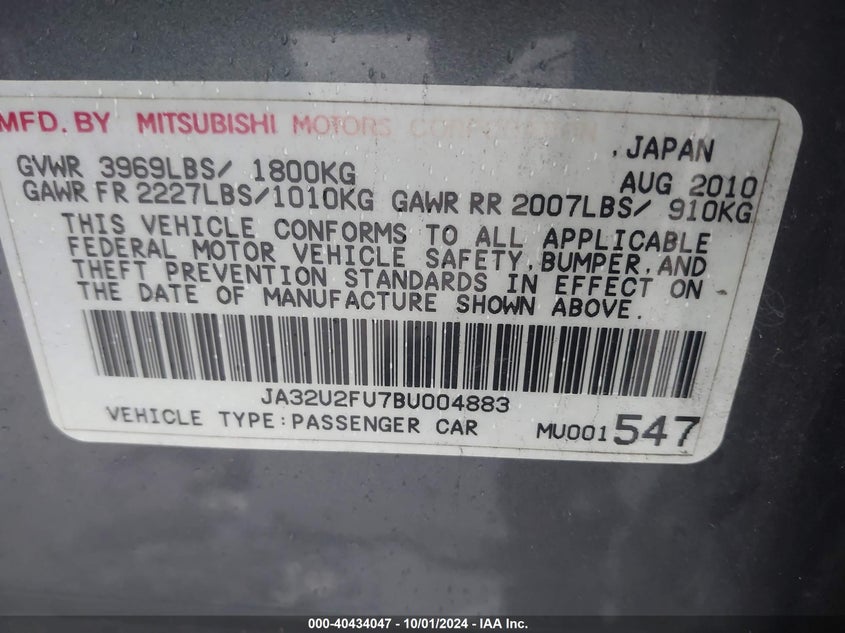 MFD. BY MITSUBISHI MOTORS CORPORATION
, JAPAN
GVWR 3969LBS/ 1800KG AUG 2010
GAWR FR 2227LBS/1010KG GAWR RR 2007LBS/ 910KG
THIS VEHICLE CONFORMS TO ALL APPLICABLE
FEDERAL MOTOR VEHICLE SAFETY, BUMPER, AND
THEFT PREVENTION STANDARDS IN EFFECT ON
THE DATE OF MANUFACTURE SHOWN ABOVE.
JA32U2FU7BU004883
VEHICLE TYPE:PASSENGER CAR MU001547
000-40434047 - 10/01/2024 - IAA Inc.